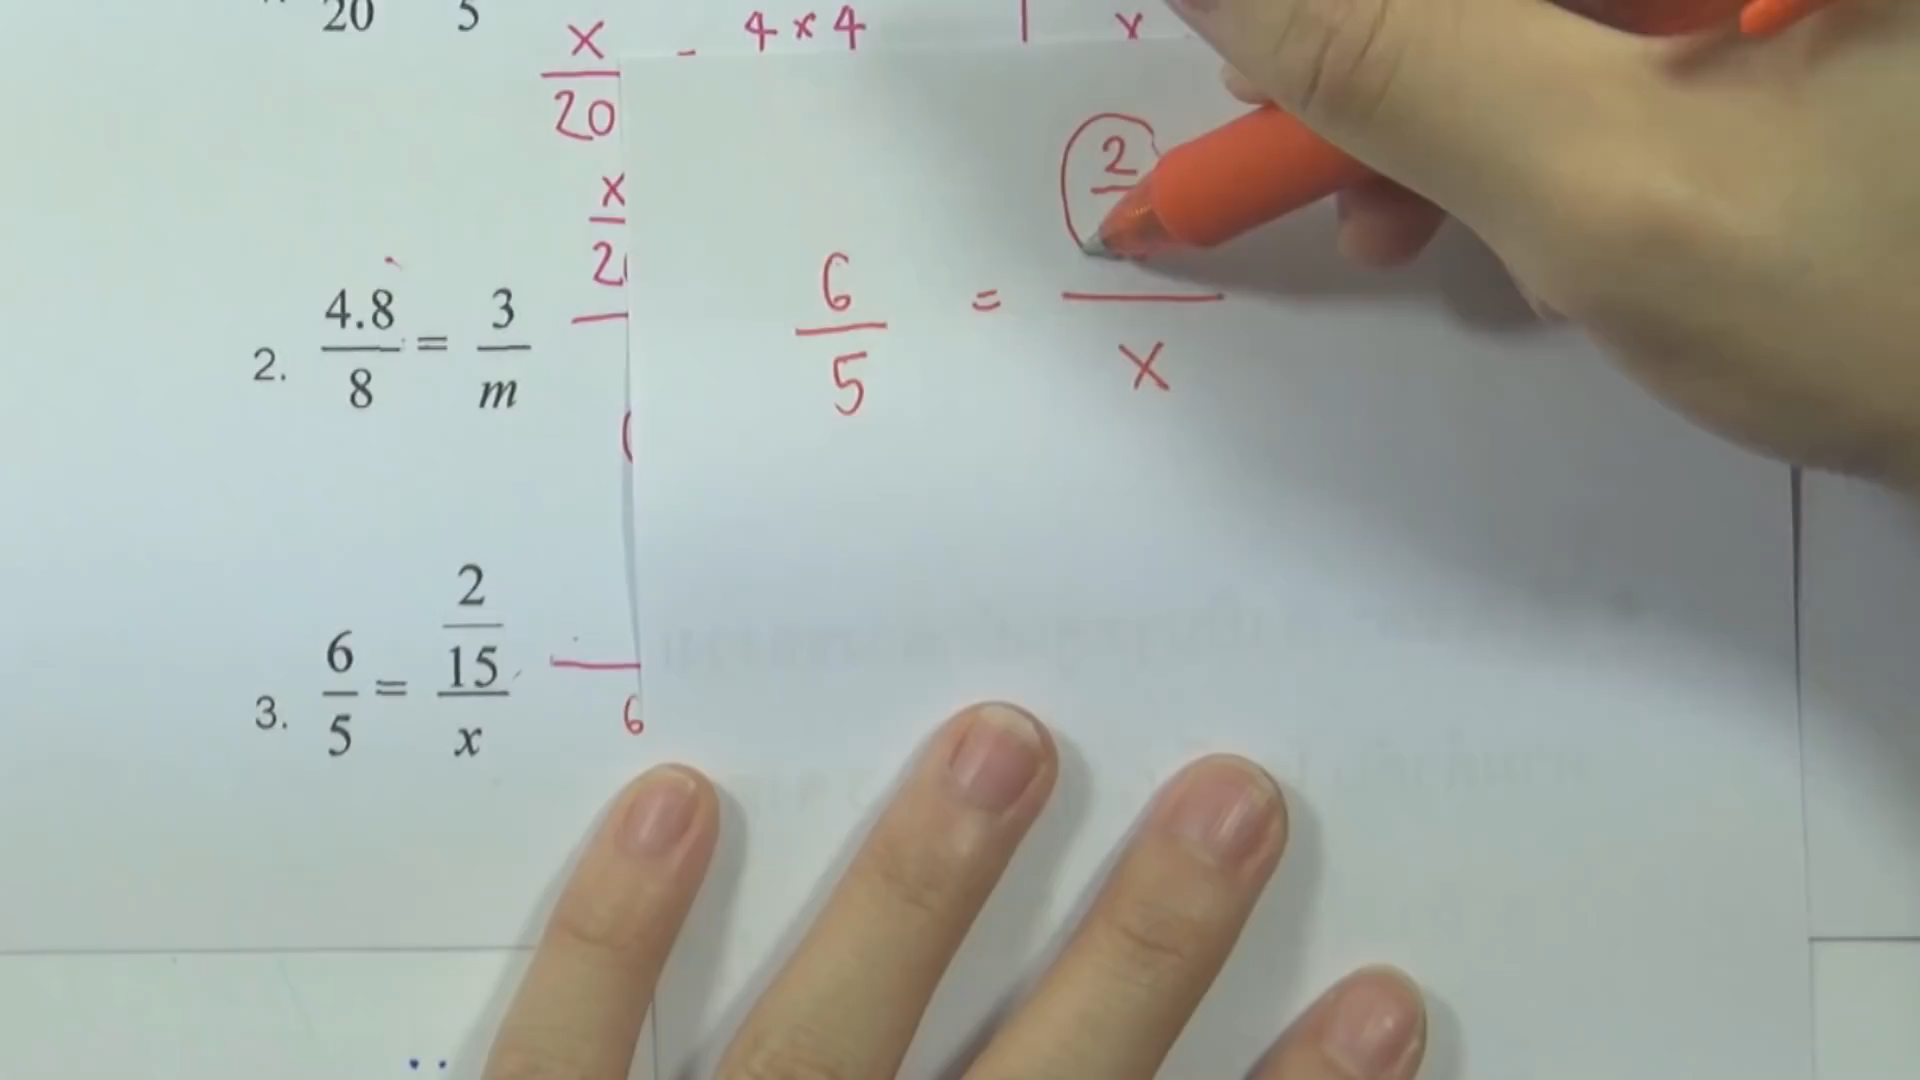 20 5
x
20
- 4 x 4
x
2
2. 4.8 = 3
8 m
2
6 =
5 x
3. 6 = 2
15
5 x
6